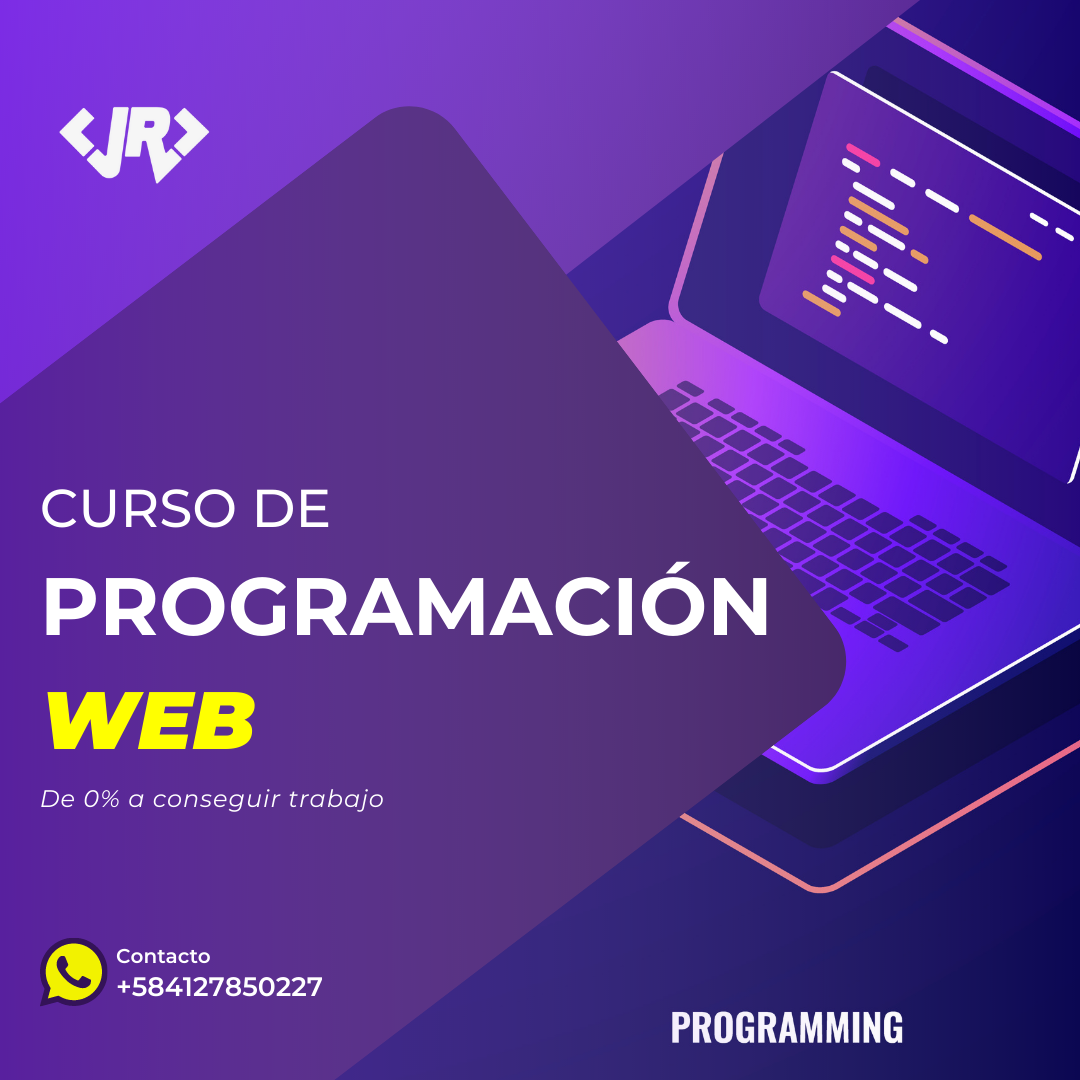 JR
CURSO DE
PROGRAMACIÓN
WEB
De 0% a conseguir trabajo
Contacto
+584127850227
PROGRAMMING